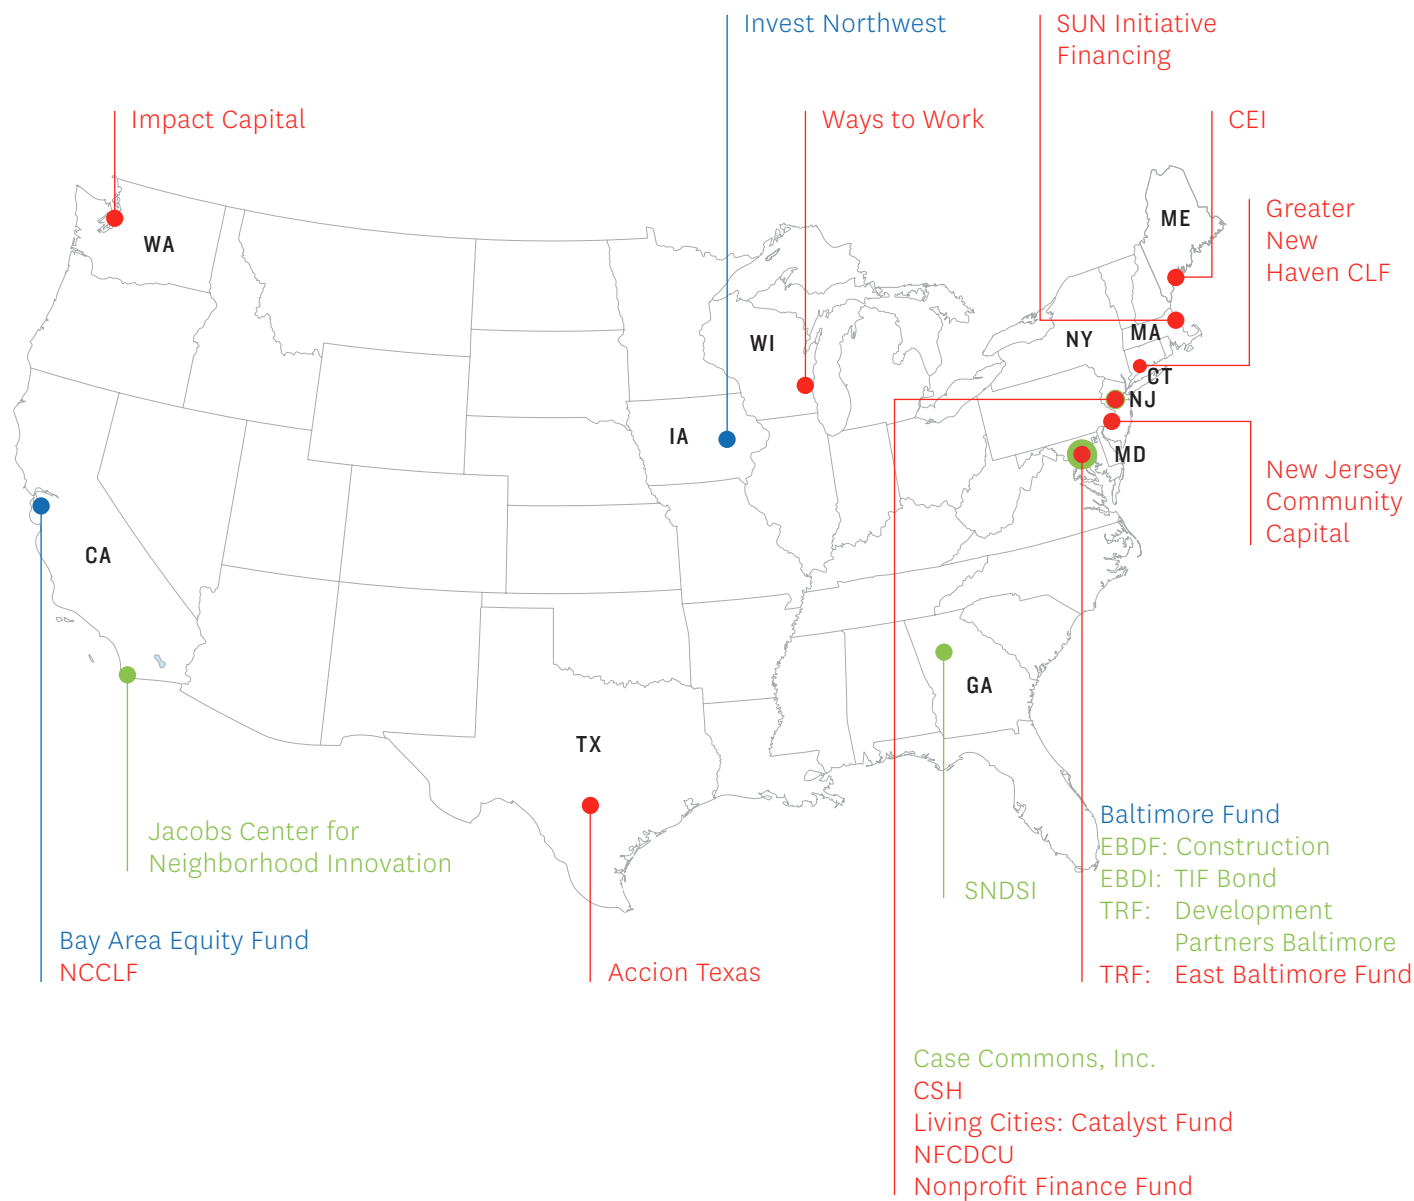 Invest Northwest
SUN Initiative
Financing
Impact Capital
Ways to Work
CEI
Greater
New
Haven CLF
ME
WA
MA
NY
WI
CT
NJ
IA
MD
New Jersey
Community
Capital
CA
GA
TX
Jacobs Center for
Neighborhood Innovation
Baltimore Fund
EBDF: Construction
EBDI: TIF Bond
TRF: Development
Partners Baltimore
TRF: East Baltimore Fund
SNDSI
Bay Area Equity Fund
NCCLF
Accion Texas
Case Commons, Inc.
CSH
Living Cities: Catalyst Fund
NFCDCU
Nonprofit Finance Fund